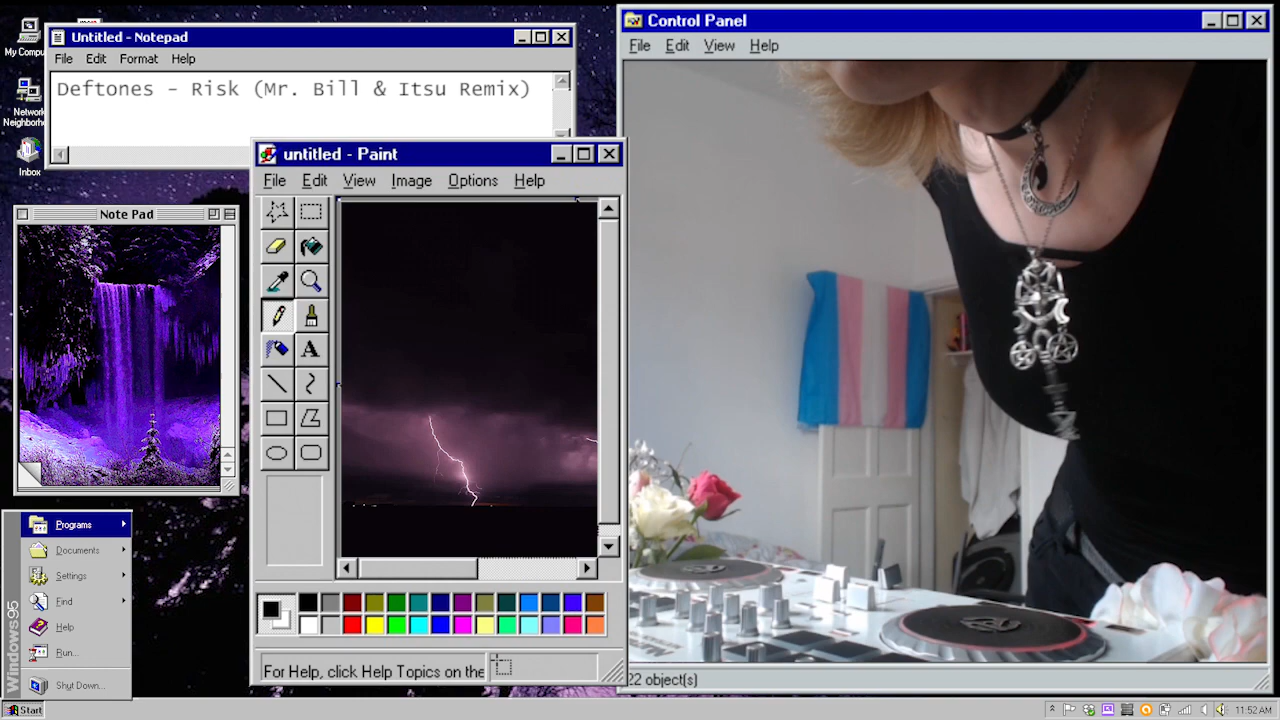 My Compu
Network
Neighborho
Inbox
Untitled - Notepad
File Edit Format Help
Deftones - Risk (Mr. Bill & Itsu Remix)
Note Pad
untitled - Paint
File Edit View Image Options Help
A
For Help, click Help Topics on the
Control Panel
File Edit View Help
22 object(s)
Programs
Documents
Settings
Find
Help
Run...
Shut Down...
Windows95
Start
11:52 AM